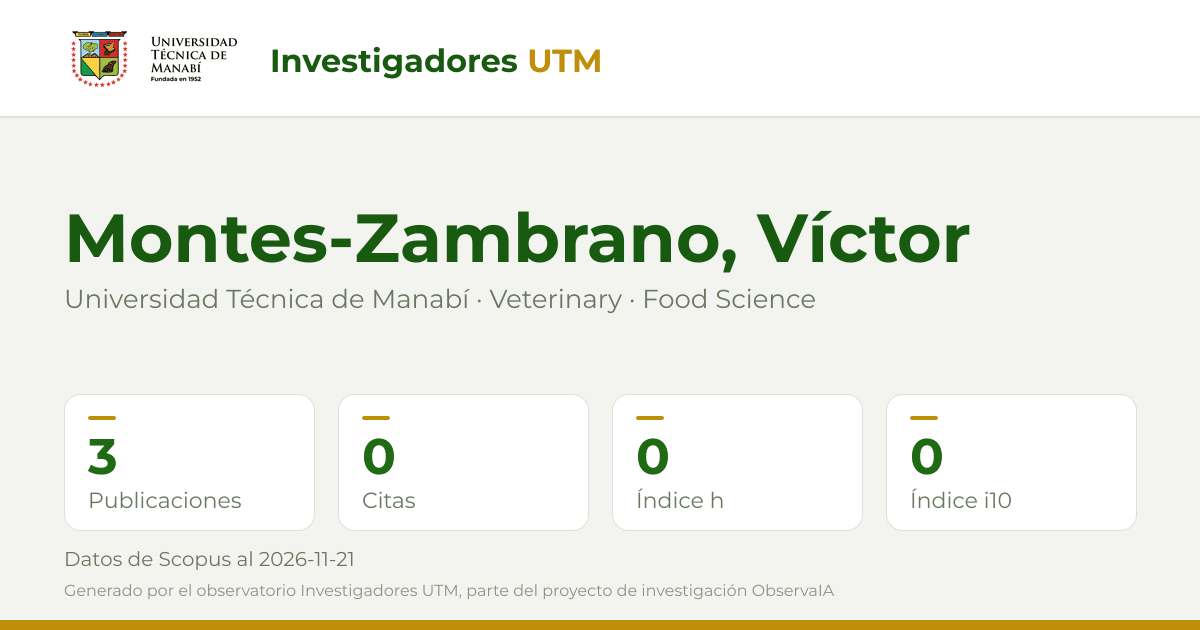 UNIVERSIDAD
TÉCNICA DE
MANABÍ
Fundada en 1952
Investigadores UTM
Montes-Zambrano, Víctor
Universidad Técnica de Manabí · Veterinary · Food Science
3
Publicaciones
0
Citas
0
Índice h
0
Índice i10
Datos de Scopus al 2026-11-21
Generado por el observatorio Investigadores UTM, parte del proyecto de investigación ObservaIA